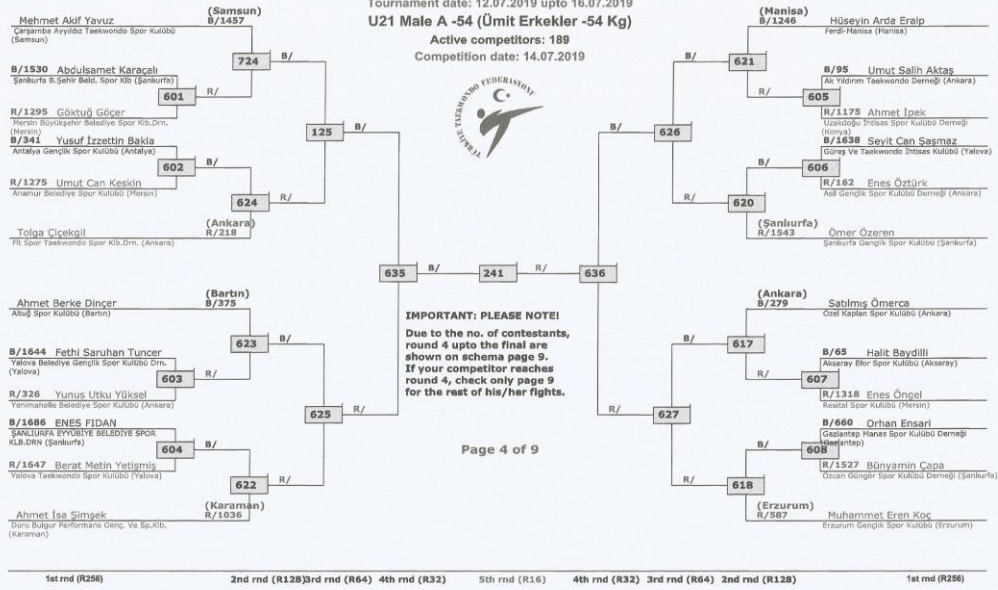 Tournament date: 12.07.2019 upto 16.07.2019
U21 Male A -54 (Ümit Erkekler -54 Kg)
Active competitors: 189
Competition date: 14.07.2019
TÜRKİYE TAEKWONDO FEDERASYONU
(Samsun)
Mehmet Akif Yavuz B/1457
Çarşamba Ayyıldız Taekwondo Spor Kulübü
(Samsun)
724 B/
B/1530 Abdulsamet Karaçalı
Şanlıurfa B.Şehir Beld. Spor Klb (Şanlıurfa)
601 R/
R/1295 Göktuğ Göçer
Mersin Büyükşehir Belediye Spor Klb.Drn.
(Mersin)
125 B/
B/341 Yusuf İzzettin Bakla
Antalya Gençlik Spor Kulübü (Antalya)
602 B/
R/1275 Umut Can Keskin
Anamur Belediye Spor Kulübü (Mersin)
624 R/
(Ankara)
Tolga Çiçekgil R/218
Fit Spor Taekwondo Spor Klb.Drn. (Ankara)
635 B/ 241 R/ 636
(Bartın)
Ahmet Berke Dinçer B/375
Altuğ Spor Kulübü (Bartın)
623 B/
B/1644 Fethi Saruhan Tuncer
Yalova Belediye Gençlik Spor Kulübü Drn.
(Yalova)
603 R/
R/326 Yunus Utku Yüksel
Yenimahalle Belediye Spor Kulübü (Ankara)
625 R/
B/1686 ENES FIDAN
ŞANLIURFA EYYÜBİYE BELEDİYE SPOR
KLB.DRN (Şanlıurfa)
604 B/
R/1647 Berat Metin Yetişmiş
Yalova Taekwondo Spor Kulübü (Yalova)
622 R/
(Karaman)
Ahmet İsa Şimşek R/1036
Duru Bulgur Performans Genç. Ve Sp.Klb.
(Karaman)
IMPORTANT: PLEASE NOTE!
Due to the no. of contestants,
round 4 upto the final are
shown on schema page 9.
If your competitor reaches
round 4, check only page 9
for the rest of his/her fights.
Page 4 of 9
(Manisa)
B/1246 Hüseyin Arda Eralp
Ferdi-Manisa (Manisa)
B/ 621
B/95 Umut Salih Aktaş
Ak Yıldırım Taekwondo Derneği (Ankara)
R/ 605
R/1175 Ahmet İpek
Uzakdoğu İhtisas Spor Kulübü Derneği
(Konya)
B/ 626
B/1638 Seyit Can Şaşmaz
Güreş Ve Taekwondo İhtisas Kulübü (Yalova)
B/ 606
R/162 Enes Öztürk
Asil Gençlik Spor Kulübü Derneği (Ankara)
R/ 620
(Şanlıurfa)
R/1543 Ömer Özeren
Şanlıurfa Gençlik Spor Kulübü (Şanlıurfa)
(Ankara)
B/279 Satılmış Ömerca
Özel Kaplan Spor Kulübü (Ankara)
B/ 617
B/65 Halit Baydilli
Aksaray Efor Spor Kulübü (Aksaray)
R/ 607
R/1318 Enes Öngel
Resital Spor Kulübü (Mersin)
R/ 627
B/660 Orhan Ensari
Gaziantep Manas Spor Kulübü Derneği
(Gaziantep)
B/ 608
R/1527 Bünyamin Çapa
Özcan Güngör Spor Kulübü Derneği (Şanlıurfa)
R/ 618
(Erzurum)
R/587 Muhammet Eren Koç
Erzurum Gençlik Spor Kulübü (Erzurum)
1st rnd (R256) 2nd rnd (R128) 3rd rnd (R64) 4th rnd (R32) 5th rnd (R16) 4th rnd (R32) 3rd rnd (R64) 2nd rnd (R128) 1st rnd (R256)